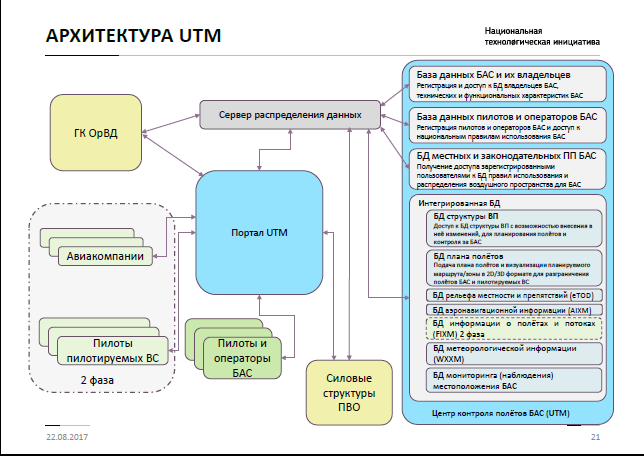 АРХИТЕКТУРА UTM
Национальная
технологическая инициатива
ГК ОрВД
Сервер распределения данных
База данных БАС и их владельцев
Регистрация и доступ к БД владельцев БАС,
технических и функциональных характеристик БАС
База данных пилотов и операторов БАС
Регистрация пилотов и операторов БАС и доступ к
национальным правилам использования БАС
БД местных и законодательных ПП БАС
Получение доступа зарегистрированными
пользователями к БД правил использования и
распределения воздушного пространства для БАС
Портал UTM
Интегрированная БД
БД структуры ВП
Доступ к БД структуры ВП с возможностью внесения в
неё изменений, для планирования полётов и
контроля за БАС
БД плана полётов
Подача плана полётов и визуализации планируемого
маршрута/зоны в 2D/3D формате для разграничения
полётов БАС и пилотируемых ВС
БД рельефа местности и препятствий (eTOD)
БД аэронавигационной информации (AIXM)
БД информации о полётах и потоках
(FIXM) 2 фаза
БД метеорологической информации
(WXXM)
БД мониторинга (наблюдения)
местоположения БАС
Центр контроля полётов БАС (UTM)
Авиакомпании
Пилоты
пилотируемых ВС
2 фаза
Пилоты и
операторы
БАС
Силовые
структуры
ПВО
22.08.2017
21